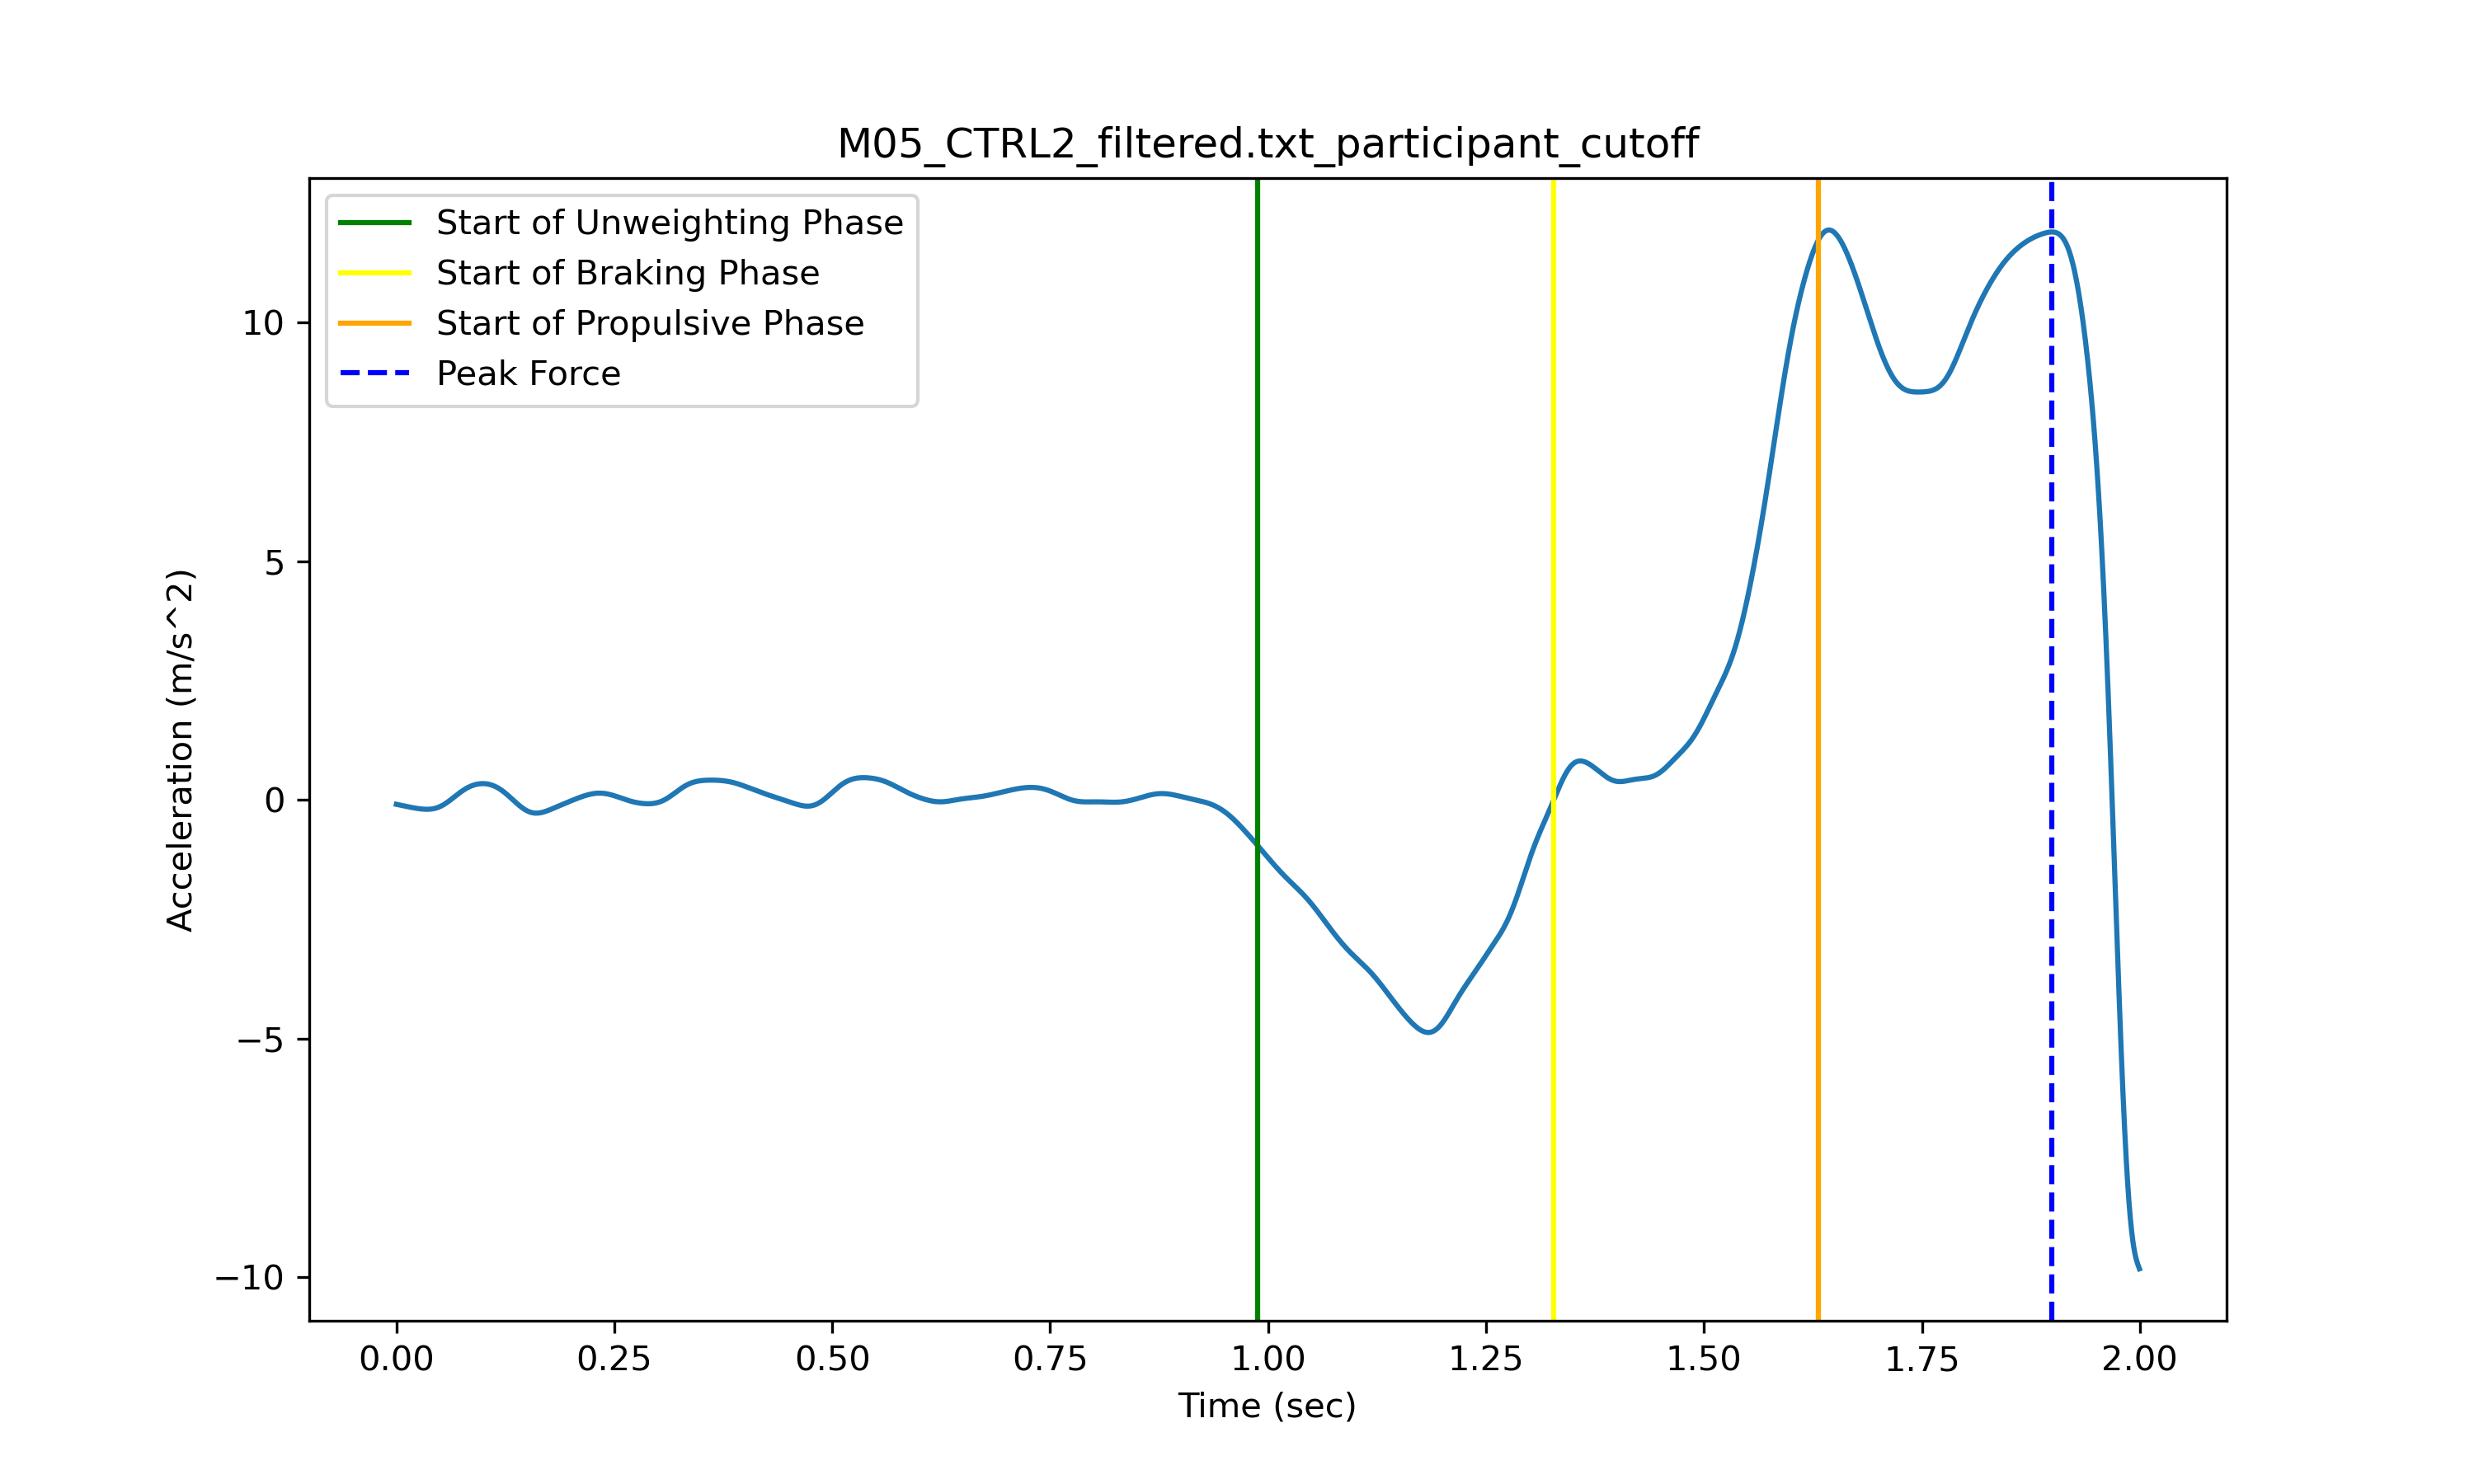 M05_CTRL2_filtered.txt_participant_cutoff
Start of Unweighting Phase
Start of Braking Phase
Start of Propulsive Phase
Peak Force
10
5
0
−5
−10
Acceleration (m/s^2)
0.00 0.25 0.50 0.75 1.00 1.25 1.50 1.75 2.00
Time (sec)